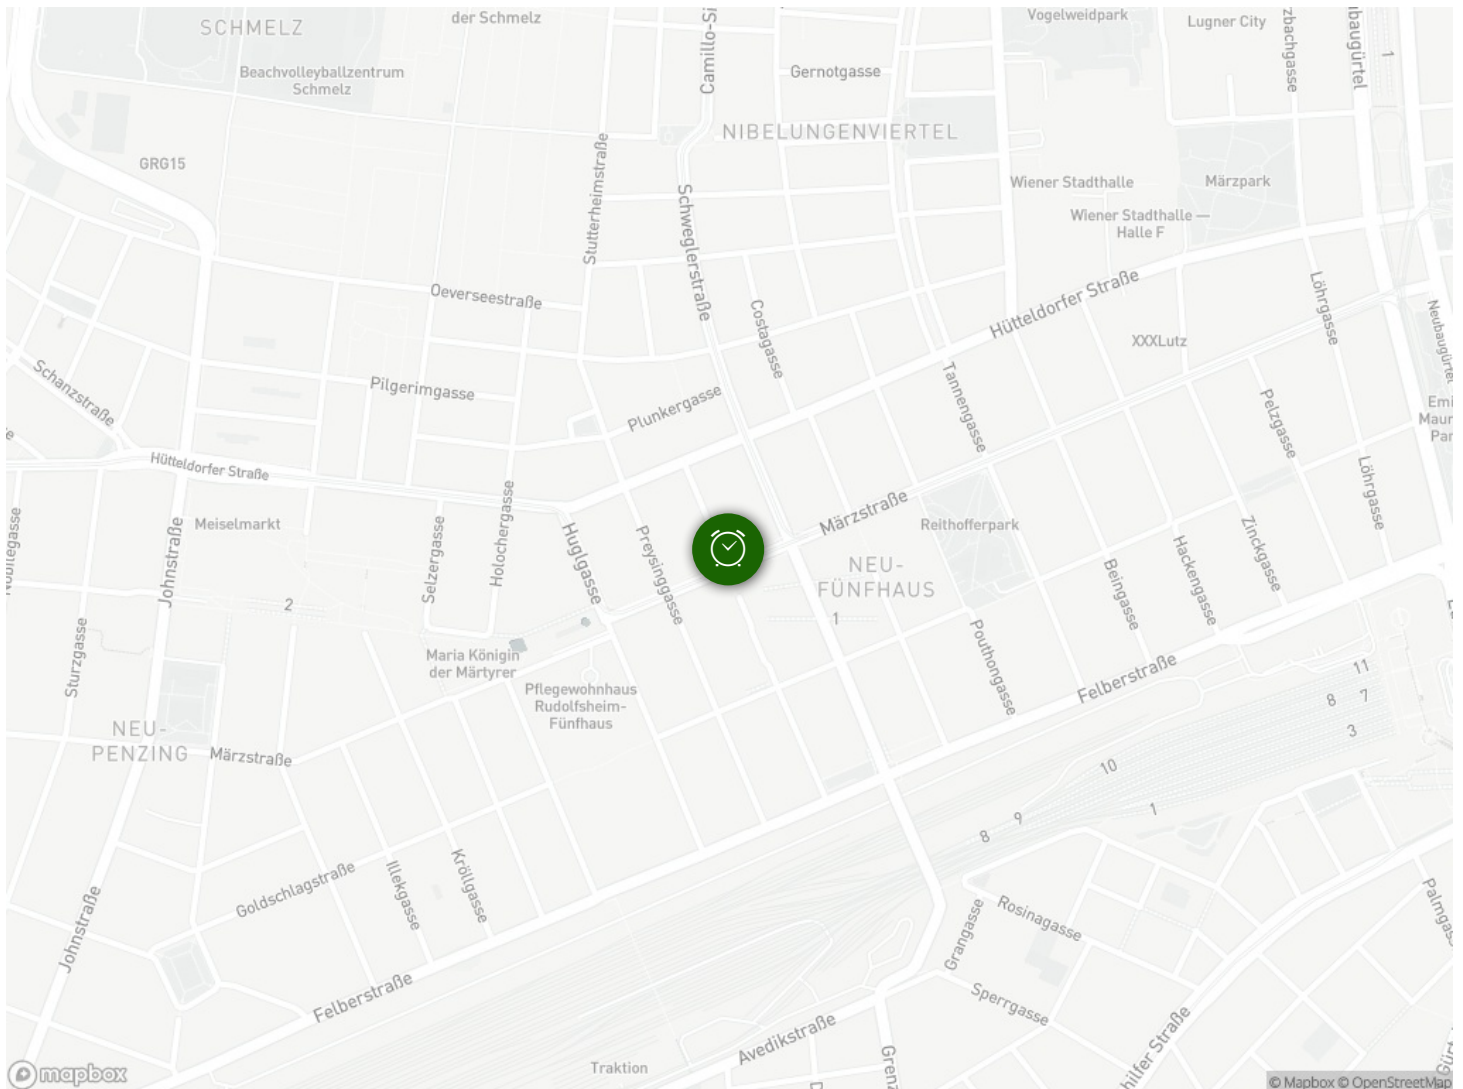 SCHMELZ
der Schmelz
Camillo-Si
Vogelweidpark
Lugner City
zbachgasse
baugürtel
1
Beachvolleyballzentrum
Schmelz
Gernotgasse
NIBELUNGENVIERTEL
GRG15
Stutterheimstraße
Schweglerstraße
Wiener Stadthalle
Märzpark
Wiener Stadthalle —
Halle F
Oeverseestraße
Costagasse
Hütteldorfer Straße
Löhrgasse
Neubaugürtel
XXXLutz
Schanzstraße
Pilgerimgasse
Plunkergasse
Tannengasse
Pelzgasse
Emi
Maur
Par
e
Hütteldorfer Straße
Löhrgasse
Meiselmarkt
Johnstraße
Selzergasse
Holochergasse
Huglgasse
Preysinggasse
Märzstraße
Reithofferpark
NEU-
FÜNFHAUS
Zinckgasse
Hackengasse
Beingasse
2
1
Sturzgasse
Maria Königin
der Märtyrer
Pouthongasse
Pflegewohnhaus
Rudolfsheim-
Fünfhaus
Felberstraße
11
8
7
3
NEU-
PENZING
Märzstraße
10
9
8
1
Goldschlagstraße
Illekgasse
Kröllgasse
Johnstraße
Grangasse
Rosinagasse
Palmgass
Felberstraße
Sperrgasse
Avedikstraße
hilfer Straße
Traktion
Grenz
mapbox
© Mapbox © OpenStreetMap